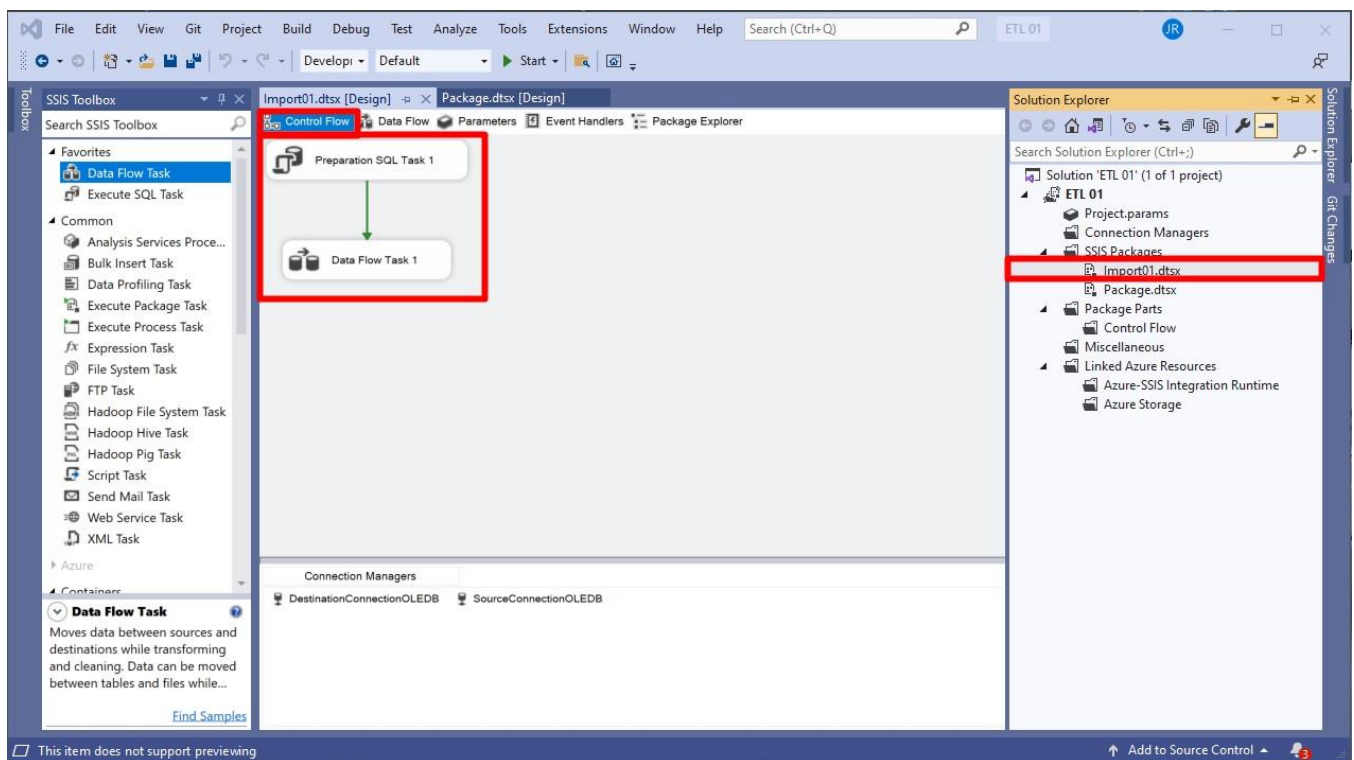 File Edit View Git Project Build Debug Test Analyze Tools Extensions Window Help Search (Ctrl+Q) ETL 01 JR
Develop Default Start
Toolbox
SSIS Toolbox
Search SSIS Toolbox
Favorites
Data Flow Task
Execute SQL Task
Common
Analysis Services Proce...
Bulk Insert Task
Data Profiling Task
Execute Package Task
Execute Process Task
Expression Task
File System Task
FTP Task
Hadoop File System Task
Hadoop Hive Task
Hadoop Pig Task
Script Task
Send Mail Task
Web Service Task
XML Task
Azure
Containers
Data Flow Task
Moves data between sources and
destinations while transforming
and cleaning. Data can be moved
between tables and files while...
Find Samples
Import01.dtsx [Design] Package.dtsx [Design]
Control Flow Data Flow Parameters Event Handlers Package Explorer
Preparation SQL Task 1
Data Flow Task 1
Connection Managers
DestinationConnectionOLEDB SourceConnectionOLEDB
Solution Explorer
Search Solution Explorer (Ctrl+;)
Solution 'ETL 01' (1 of 1 project)
ETL 01
Project.params
Connection Managers
SSIS Packages
Import01.dtsx
Package.dtsx
Package Parts
Control Flow
Miscellaneous
Linked Azure Resources
Azure-SSIS Integration Runtime
Azure Storage
Solution Explorer
Git Changes
This item does not support previewing
Add to Source Control 3